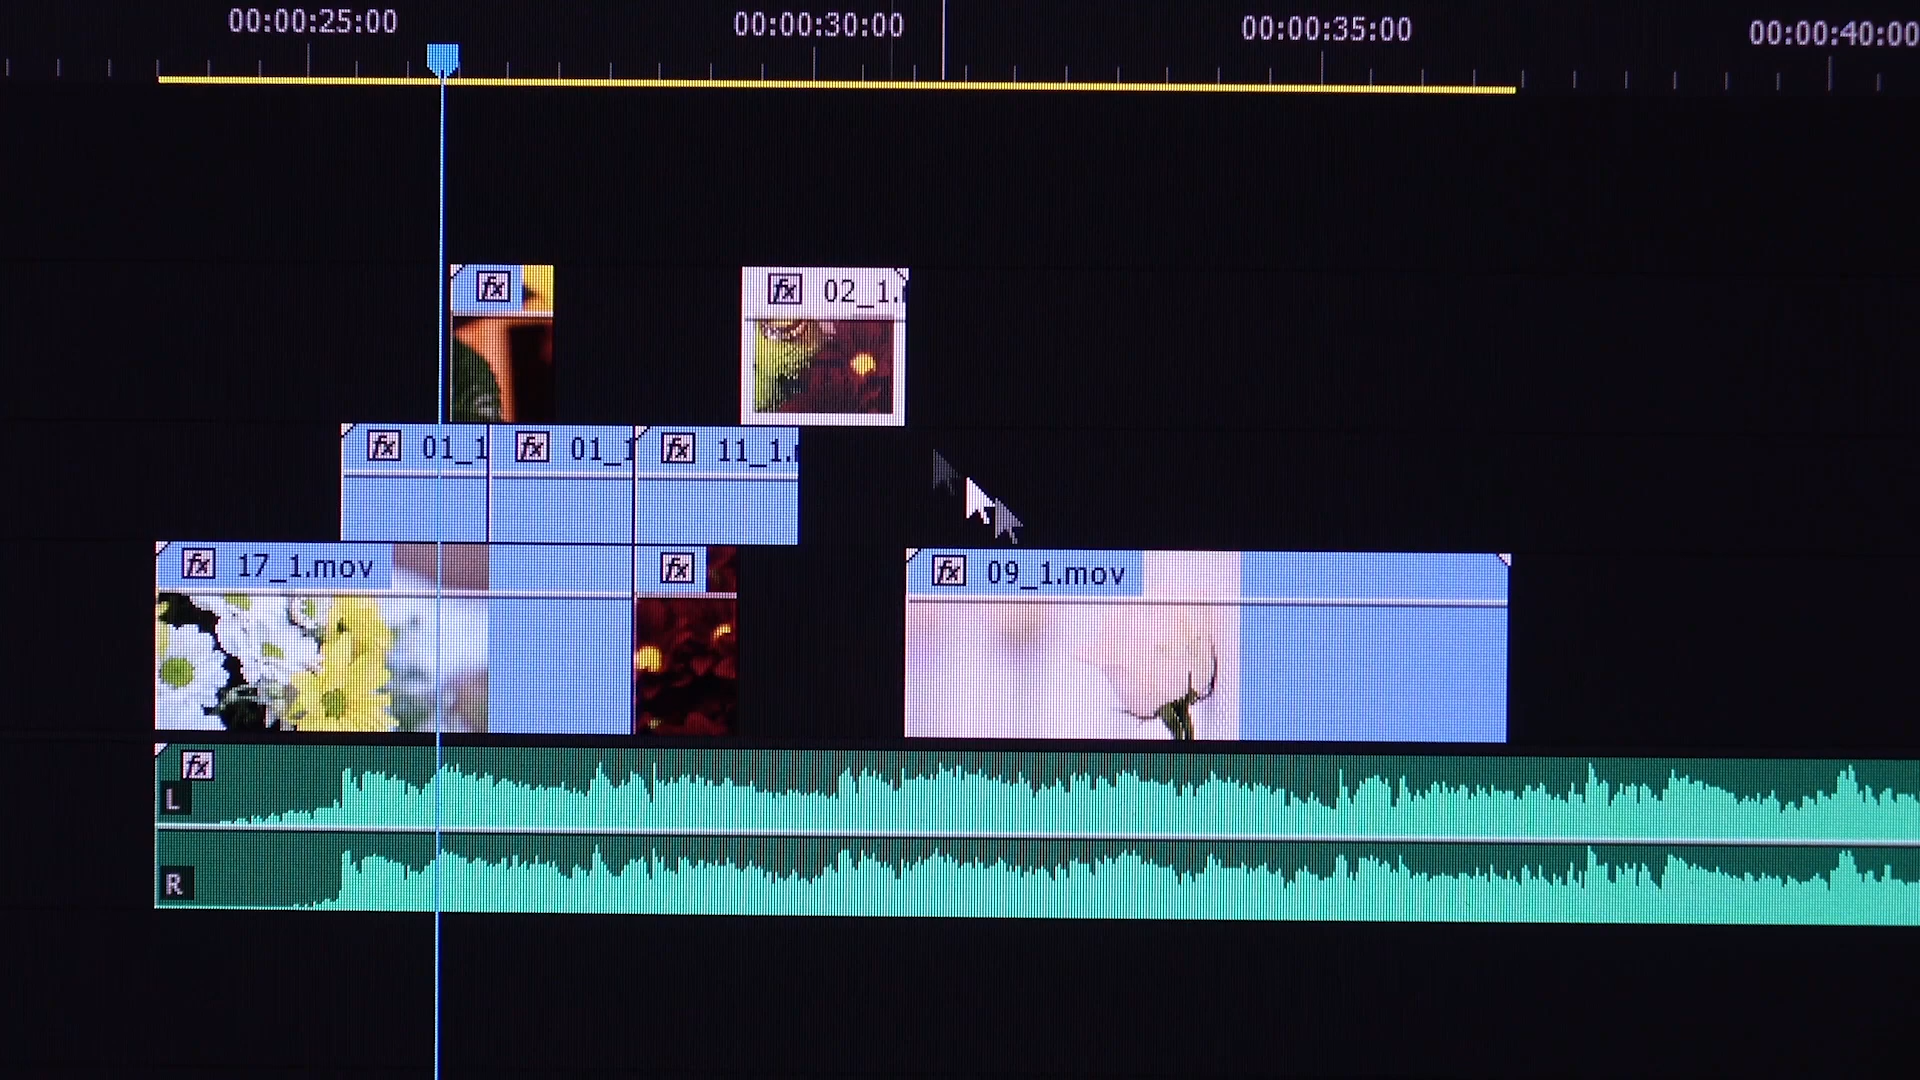 00:00:25:00 00:00:30:00 00:00:35:00 00:00:40:00
fx fx 02_1.
fx 01_1 fx 01_1 fx 11_1.
fx 17_1.mov fx fx 09_1.mov
fx
L
R